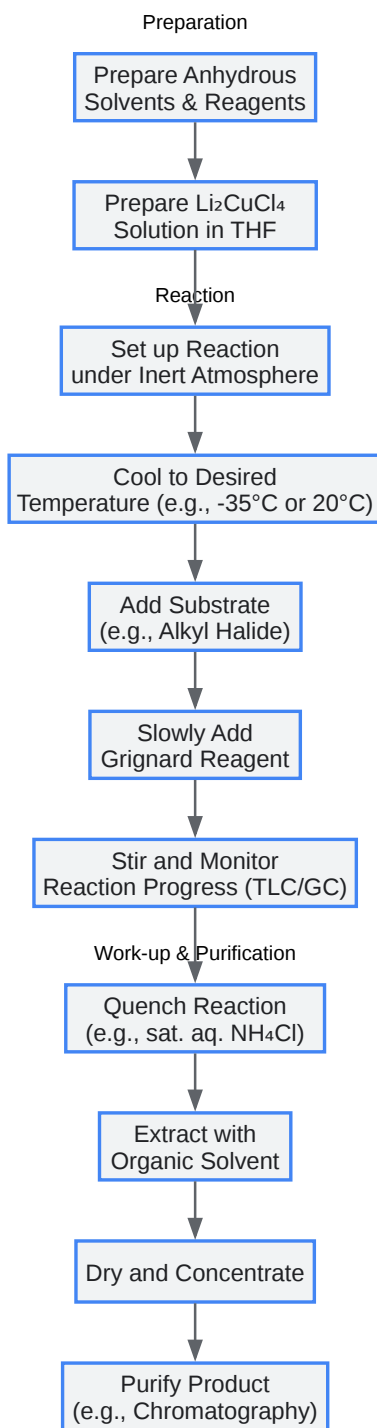 Preparation
Prepare Anhydrous
Solvents & Reagents
Prepare Li₂CuCl₄
Solution in THF
Reaction
Set up Reaction
under Inert Atmosphere
Cool to Desired
Temperature (e.g., -35°C or 20°C)
Add Substrate
(e.g., Alkyl Halide)
Slowly Add
Grignard Reagent
Stir and Monitor
Reaction Progress (TLC/GC)
Work-up & Purification
Quench Reaction
(e.g., sat. aq. NH₄Cl)
Extract with
Organic Solvent
Dry and Concentrate
Purify Product
(e.g., Chromatography)